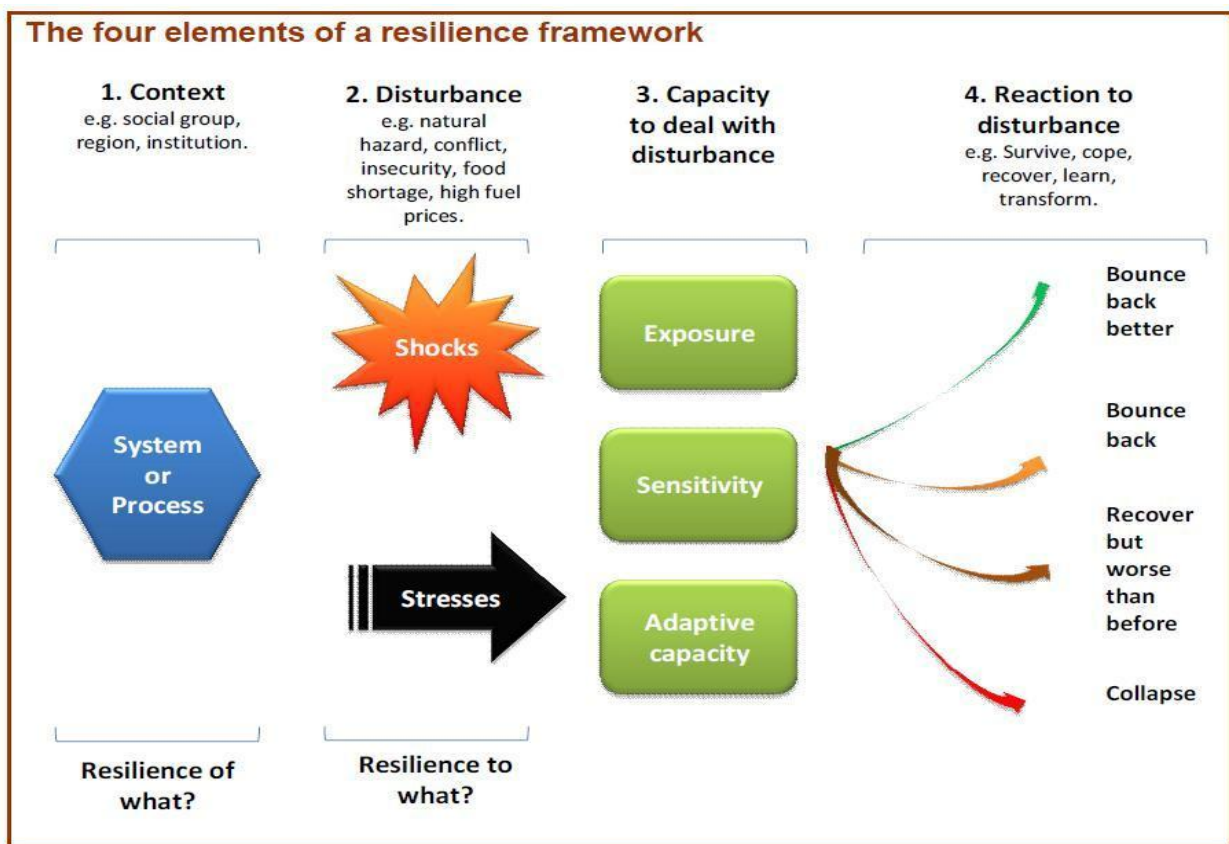 The four elements of a resilience framework
1. Context
e.g. social group,
region, institution.
2. Disturbance
e.g. natural
hazard, conflict,
insecurity, food
shortage, high fuel
prices.
3. Capacity
to deal with
disturbance
4. Reaction to
disturbance
e.g. Survive, cope,
recover, learn,
transform.
System
or
Process
Shocks
Stresses
Exposure
Sensitivity
Adaptive
capacity
Bounce
back
better
Bounce
back
Recover
but
worse
than
before
Collapse
Resilience of
what?
Resilience to
what?